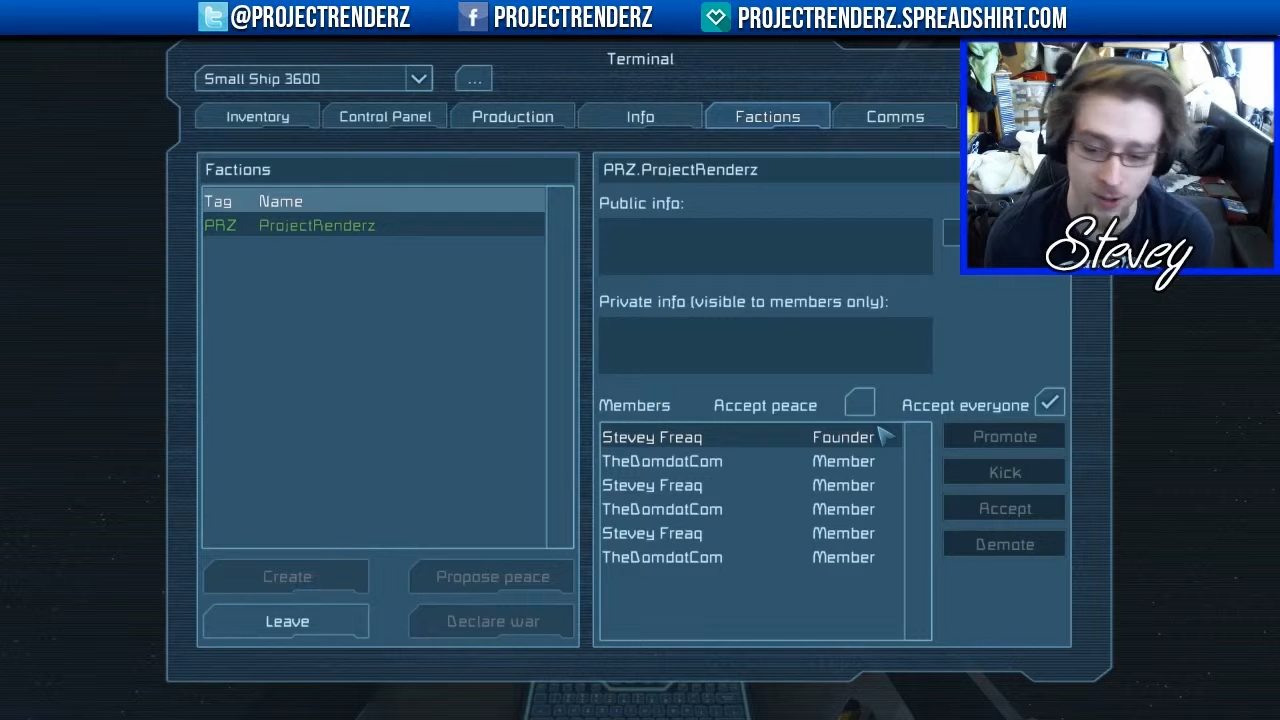 @PROJECTRENDERZ PROJECTRENDERZ PROJECTRENDERZ.SPREADSHIRT.COM
Terminal
Small Ship 3600 ...
Inventory Control Panel Production Info Factions Comms
Stevey
Factions
Tag Name
PRZ ProjectRenderz
Create Propose peace
Leave Declare war
PRZ.ProjectRenderz
Public info:
Private info (visible to members only):
Members Accept peace Accept everyone
Stevey Freaq Founder
TheDomdotCom Member
Stevey Freaq Member
TheDomdotCom Member
Stevey Freaq Member
TheDomdotCom Member
Promote
Kick
Accept
Demote